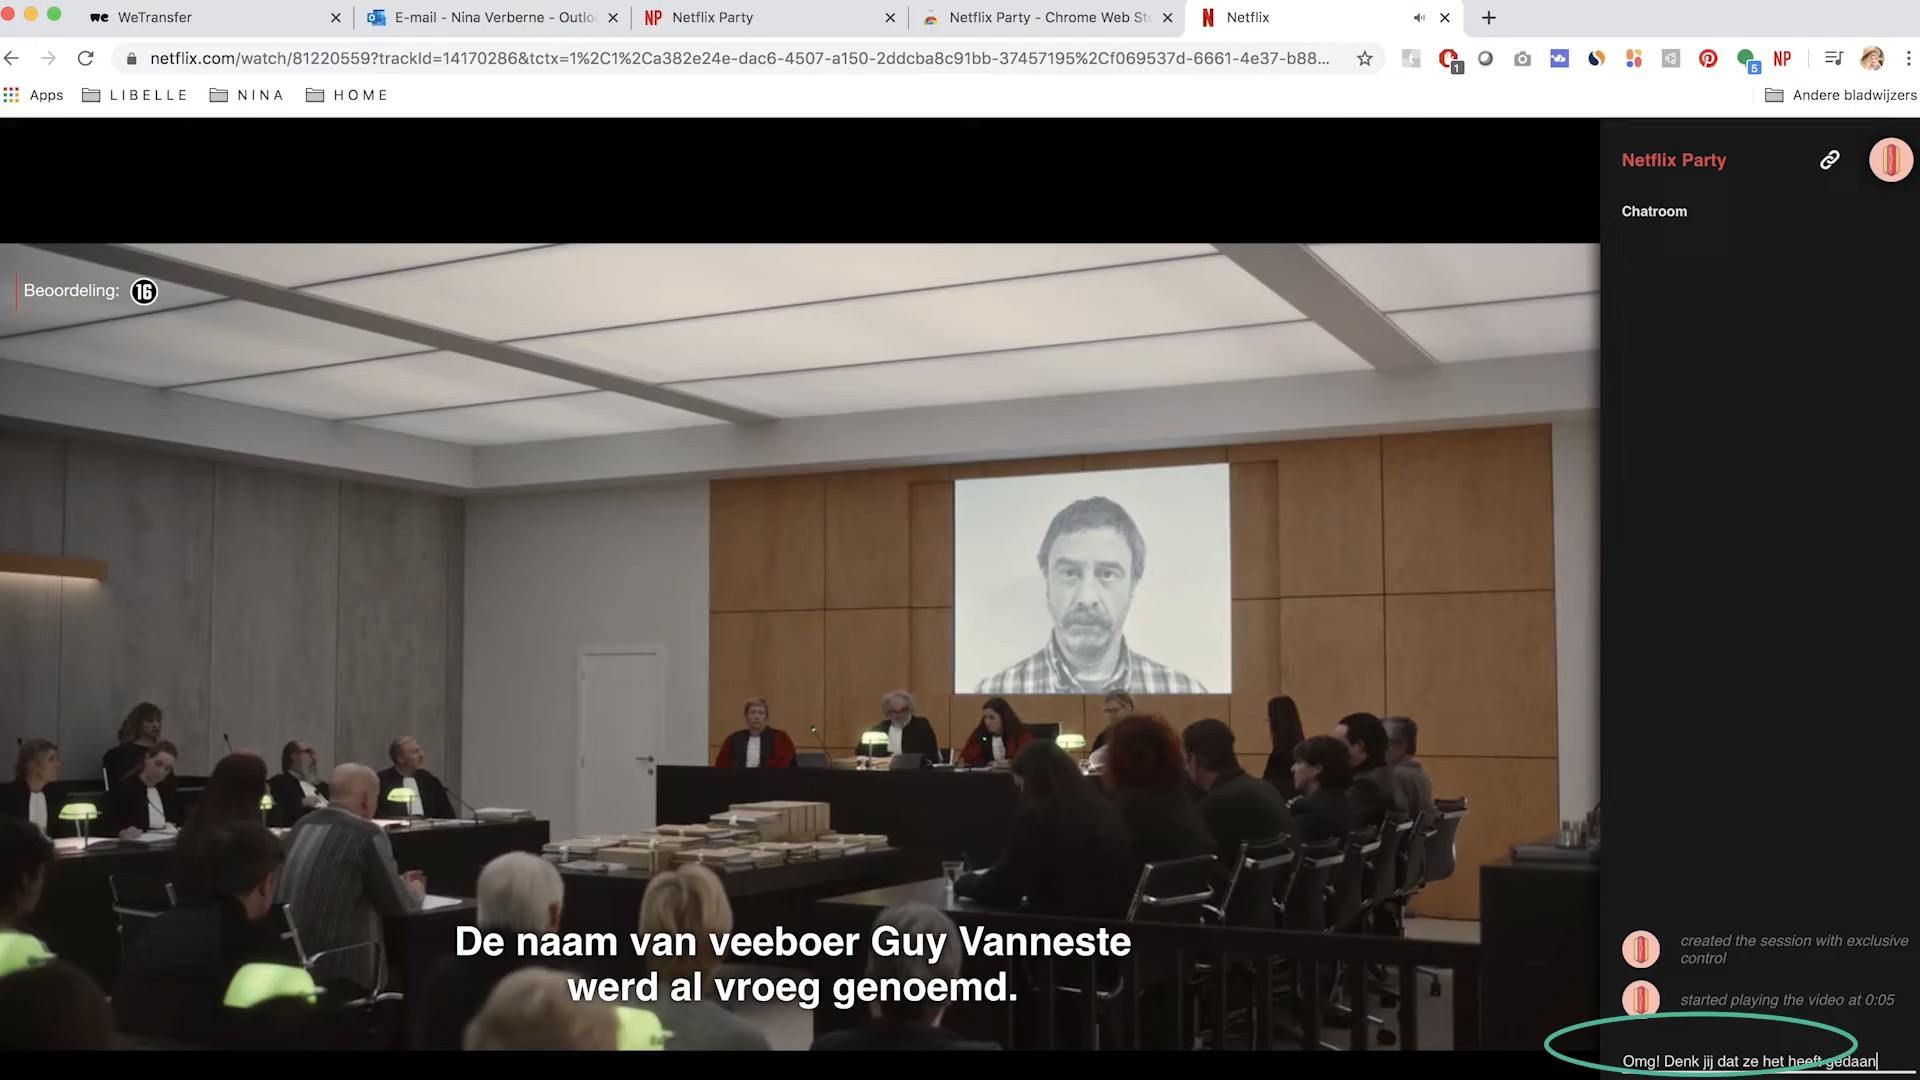 WeTransfer
E-mail - Nina Verberne - Outlo
Netflix Party
Netflix Party - Chrome Web St
Netflix
netflix.com/watch/81220559?trackId=14170286&tctx=1%2C1%2Ca382e24e-dac6-4507-a150-2ddcba8c91bb-37457195%2Cf069537d-6661-4e37-b88...
1
5
NP
Apps
LIBELLE
NINA
HOME
Andere bladwijzers
Netflix Party
Chatroom
Beoordeling: 16
De naam van veeboer Guy Vanneste
werd al vroeg genoemd.
created the session with exclusive
control
started playing the video at 0:05
Omg! Denk jij dat ze het heeft gedaan